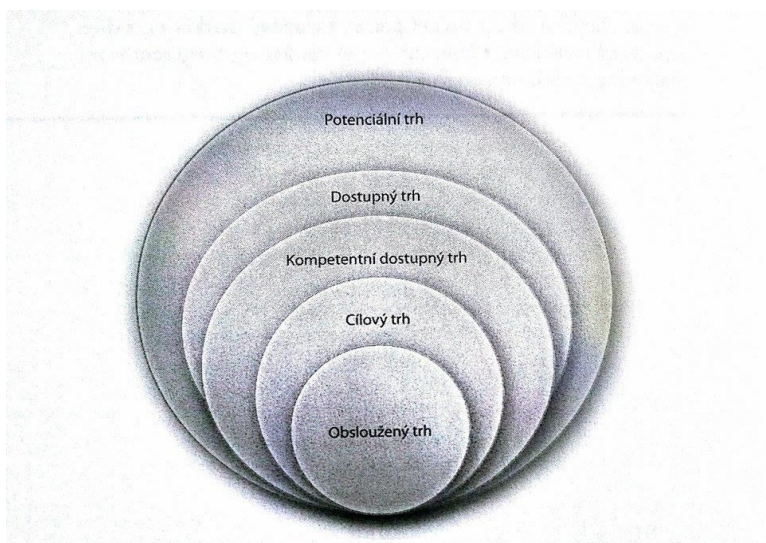 Potenciální trh
Dostupný trh
Kompetentní dostupný trh
Cílový trh
Obsloužený trh